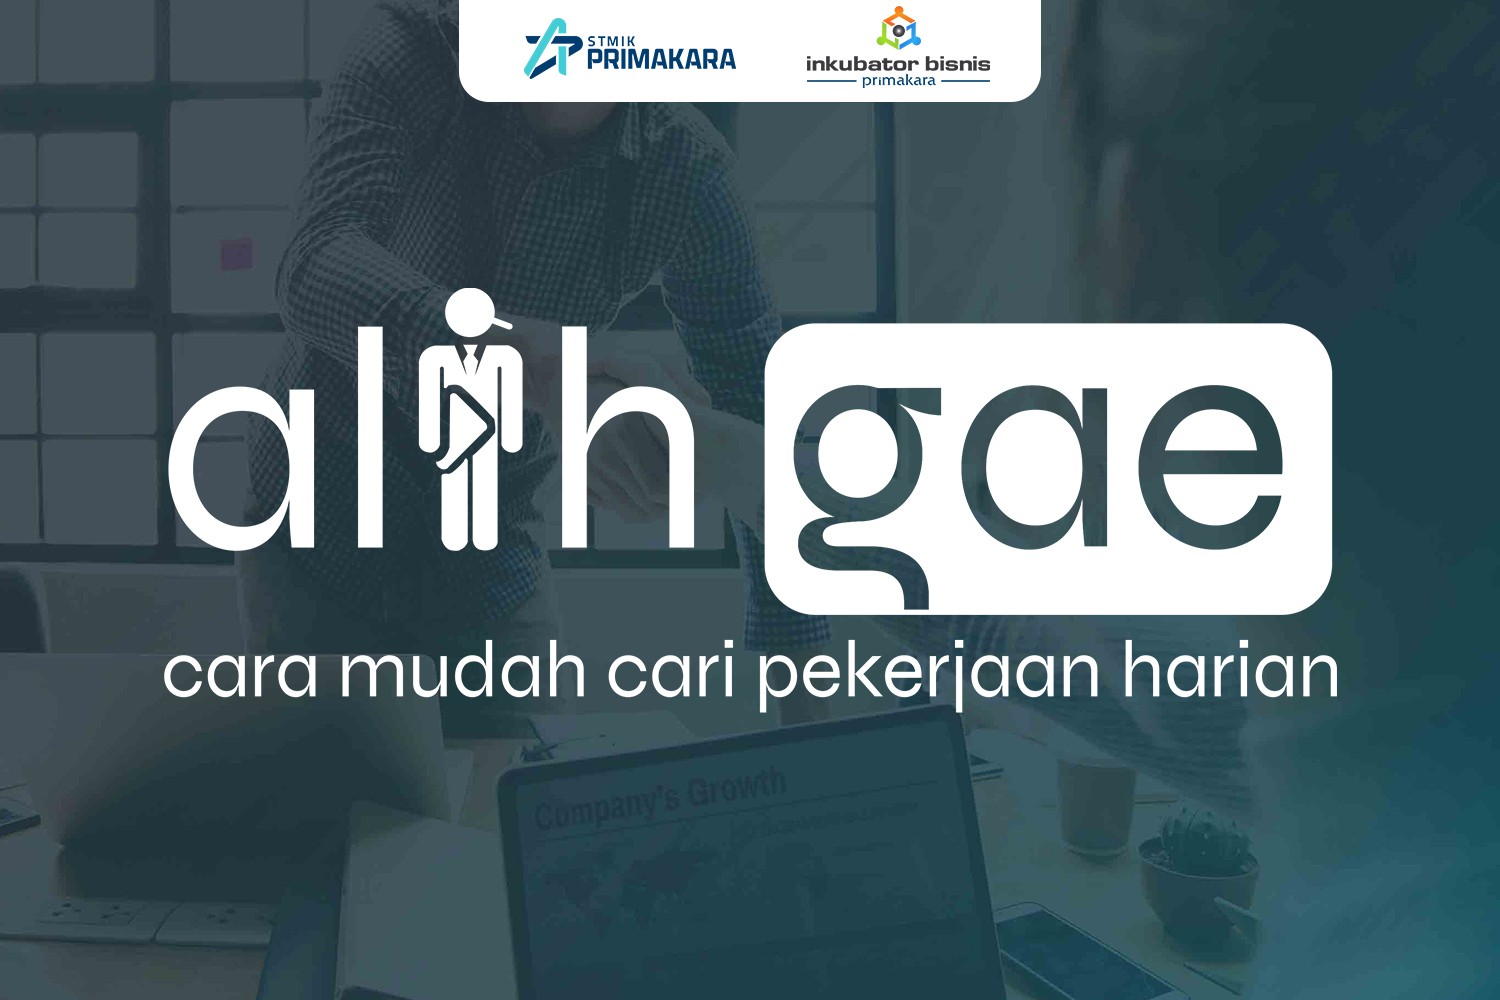 STMIK
PRIMAKARA
inkubator bisnis
primakara
alih gae
cara mudah cari pekerjaan harian
Company's Growth